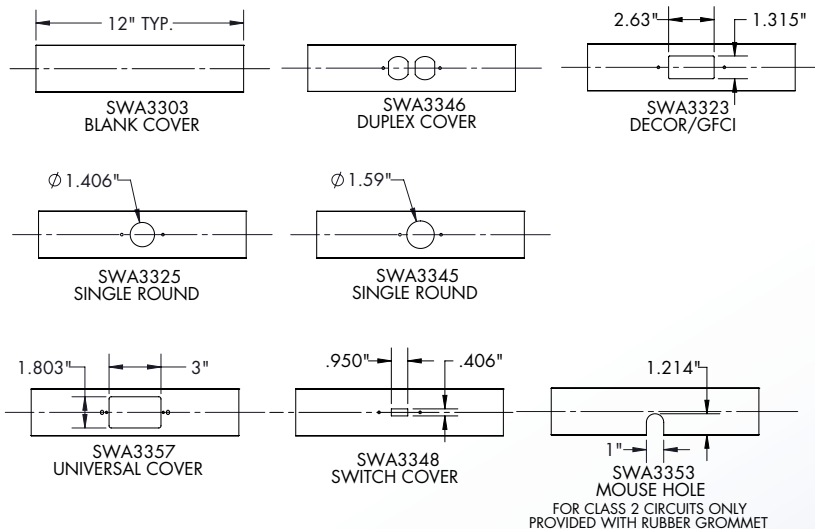 12" TYP.
SWA3303
BLANK COVER
SWA3346
DUPLEX COVER
2.63"
1.315"
SWA3323
DECOR/GFCI
Ø 1.406"
SWA3325
SINGLE ROUND
Ø 1.59"
SWA3345
SINGLE ROUND
1.803"
3"
SWA3357
UNIVERSAL COVER
.950"
.406"
SWA3348
SWITCH COVER
1.214"
1"
SWA3353
MOUSE HOLE
FOR CLASS 2 CIRCUITS ONLY
PROVIDED WITH RUBBER GROMMET